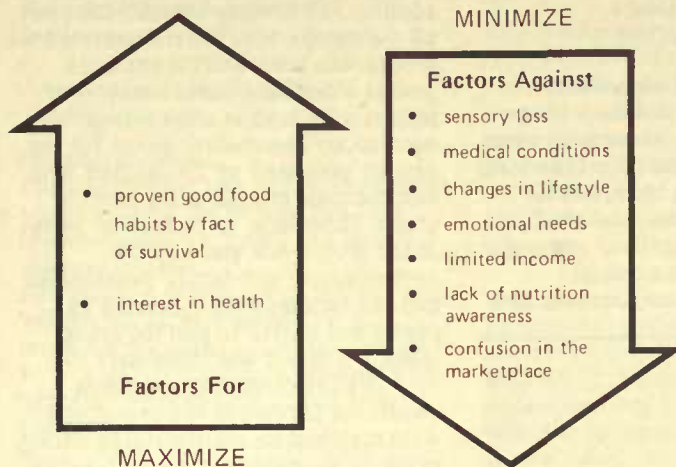 • proven good food
habits by fact
of survival
• interest in health
Factors For
MAXIMIZE
MINIMIZE
Factors Against
• sensory loss
• medical conditions
• changes in lifestyle
• emotional needs
• limited income
• lack of nutrition
awareness
• confusion in the
marketplace